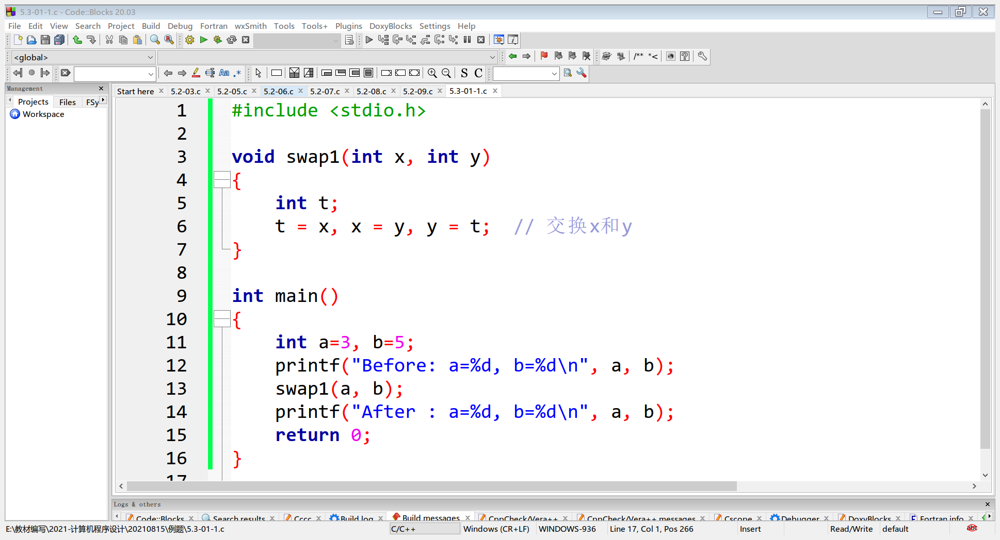 5.3-01-1.c - Code::Blocks 20.03
File Edit View Search Project Build Debug Fortran wxSmith Tools Tools+ Plugins DoxyBlocks Settings Help
<global>
/** *<
Aa .*
S C
Management
Projects Files FSy
Workspace
Start here 5.2-03.c 5.2-05.c 5.2-06.c 5.2-07.c 5.2-08.c 5.2-09.c 5.3-01-1.c
1 #include <stdio.h>
2
3 void swap1(int x, int y)
4 {
5 int t;
6 t = x, x = y, y = t; // 交换x和y
7 }
8
9 int main()
10 {
11 int a=3, b=5;
12 printf("Before: a=%d, b=%d\n", a, b);
13 swap1(a, b);
14 printf("After : a=%d, b=%d\n", a, b);
15 return 0;
16 }
17
Logs & others
Code::Blocks Search results Cccc Build log Build messages CppCheck/Vera++ CppCheck/Vera++ messages Cscope Debugger DoxyBlocks Fortran info
E:\教材编写\2021-计算机程序设计\20210815\例题\5.3-01-1.c C/C++ Windows (CR+LF) WINDOWS-936 Line 17, Col 1, Pos 266 Insert Read/Write default abc